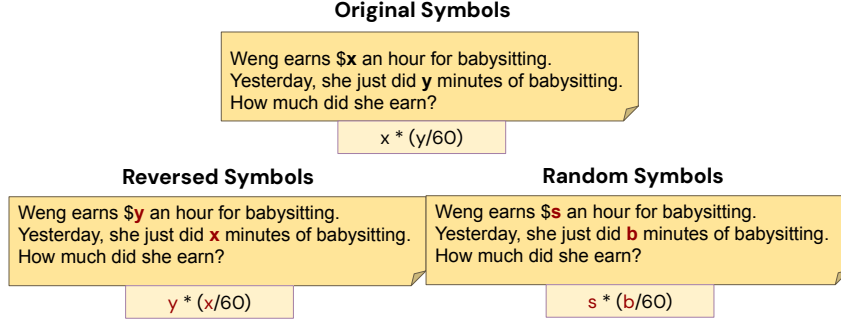 Original Symbols
Weng earns $x an hour for babysitting.
Yesterday, she just did y minutes of babysitting.
How much did she earn?
x * (y/60)
Reversed Symbols
Weng earns $y an hour for babysitting.
Yesterday, she just did x minutes of babysitting.
How much did she earn?
y * (x/60)
Random Symbols
Weng earns $s an hour for babysitting.
Yesterday, she just did b minutes of babysitting.
How much did she earn?
s * (b/60)